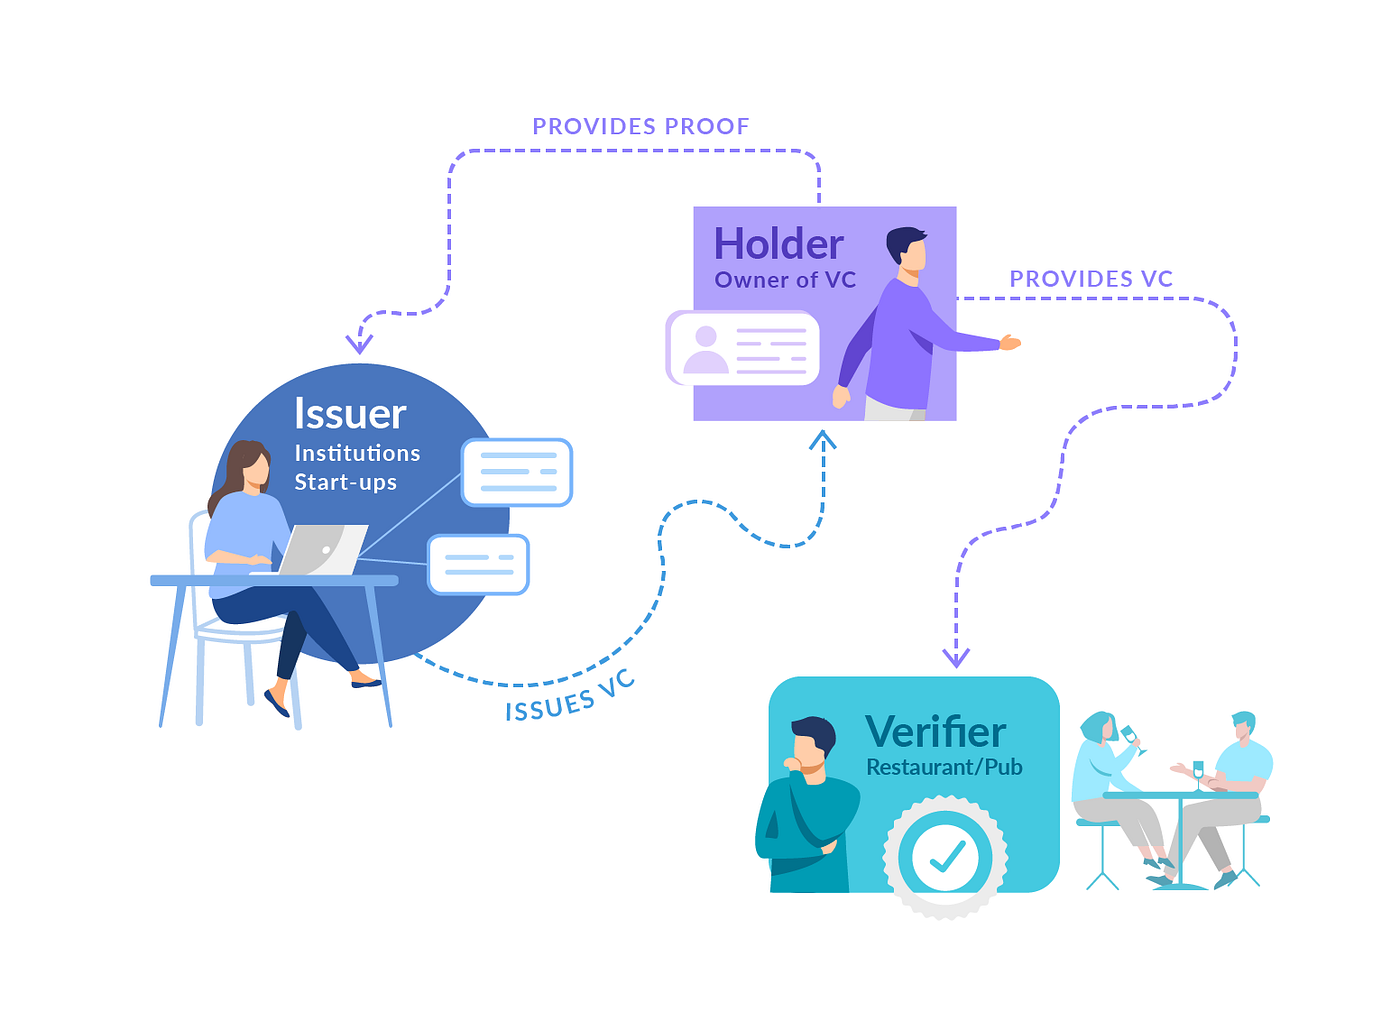 PROVIDES PROOF
Holder
Owner of VC
PROVIDES VC
Issuer
Institutions
Start-ups
ISSUES VC
Verifier
Restaurant/Pub